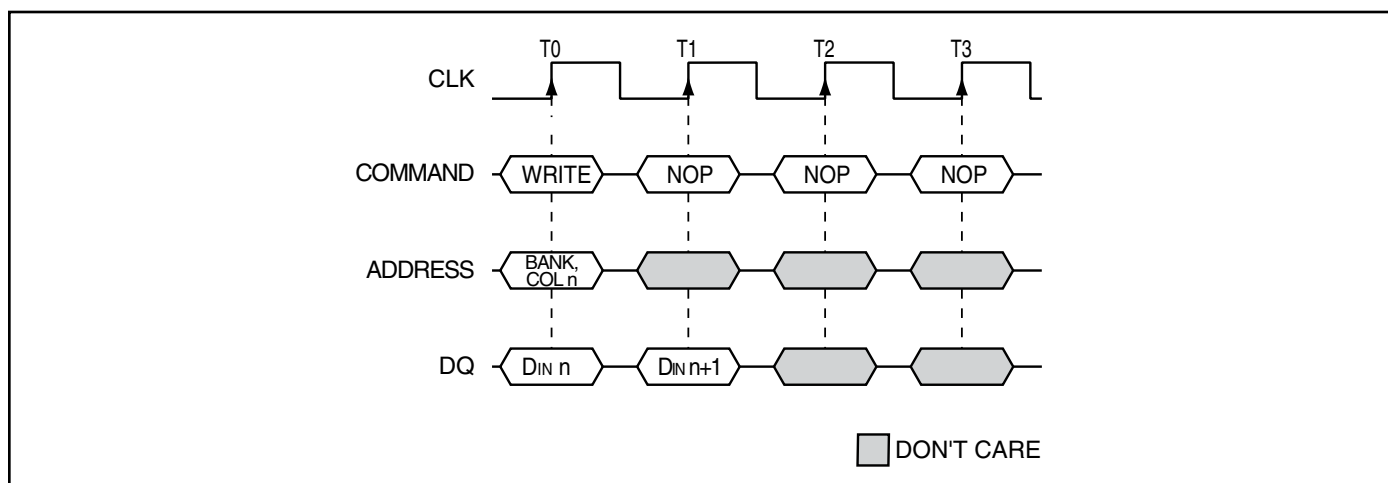 T0 T1 T2 T3
CLK
COMMAND WRITE NOP NOP NOP
ADDRESS BANK,
COL n
DQ DIN n DIN n+1
DON'T CARE